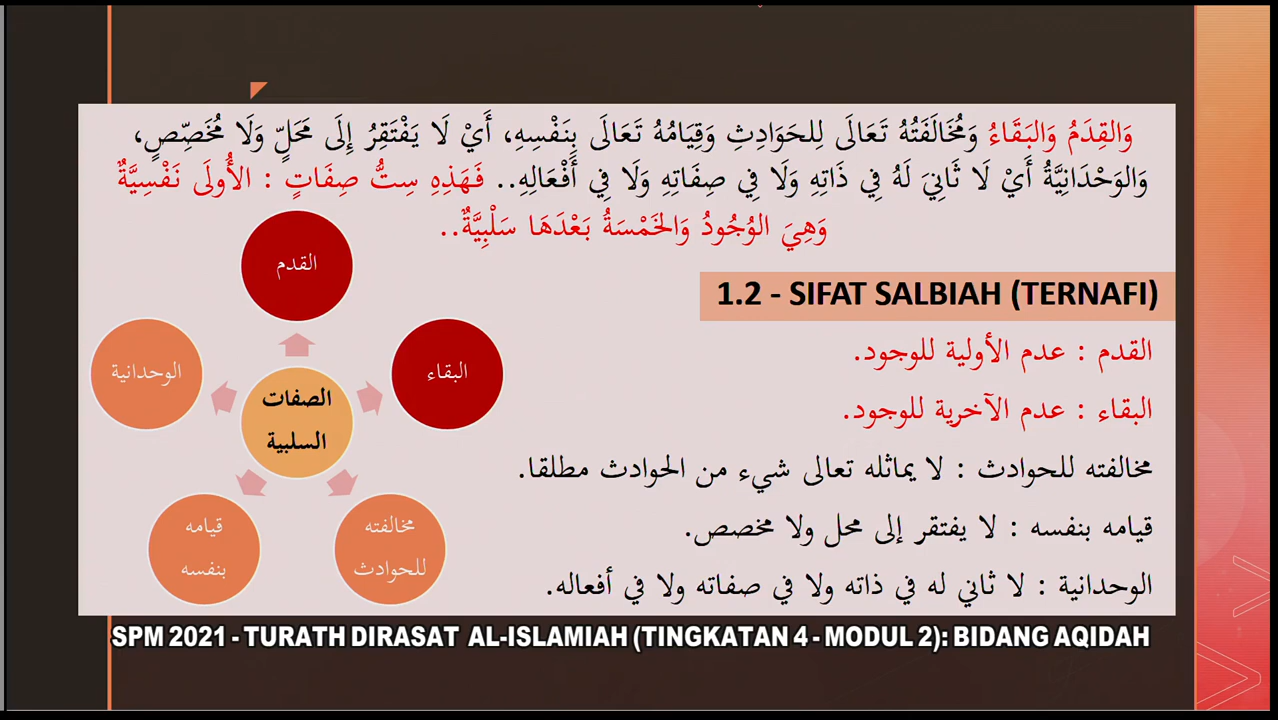 وَالقِدَمُ وَالبَقَاءُ وَمُخَالَفَتُهُ تَعَالَى لِلحَوَادِثِ وَقِيَامُهُ تَعَالَى بِنَفْسِهِ، أَيْ لَا يَفْتَقِرُ إِلَى مَحَلٍّ وَلَا مُخَصِّصٍ،
وَالوَحْدَانِيَّةُ أَيْ لَا ثَانِيَ لَهُ فِي ذَاتِهِ وَلَا فِي صِفَاتِهِ وَلَا فِي أَفْعَالِهِ.. فَهَذِهِ سِتُّ صِفَاتٍ : الأُولَى نَفْسِيَّةٌ
وَهِيَ الوُجُودُ وَالخَمْسَةُ بَعْدَهَا سَلْبِيَّةٌ..
1.2 - SIFAT SALBIAH (TERNAFI)
القدم : عدم الأولية للوجود.
البقاء : عدم الآخرية للوجود.
مخالفته للحوادث : لا يماثله تعالى شيء من الحوادث مطلقا.
قيامه بنفسه : لا يفتقر إلى محل ولا مخصص.
الوحدانية : لا ثاني له في ذاته ولا في صفاته ولا في أفعاله.
القدم
البقاء
الوحدانية
الصفات
السلبية
مخالفته
للحوادث
قيامه
بنفسه
SPM 2021 - TURATH DIRASAT AL-ISLAMIAH (TINGKATAN 4 - MODUL 2): BIDANG AQIDAH